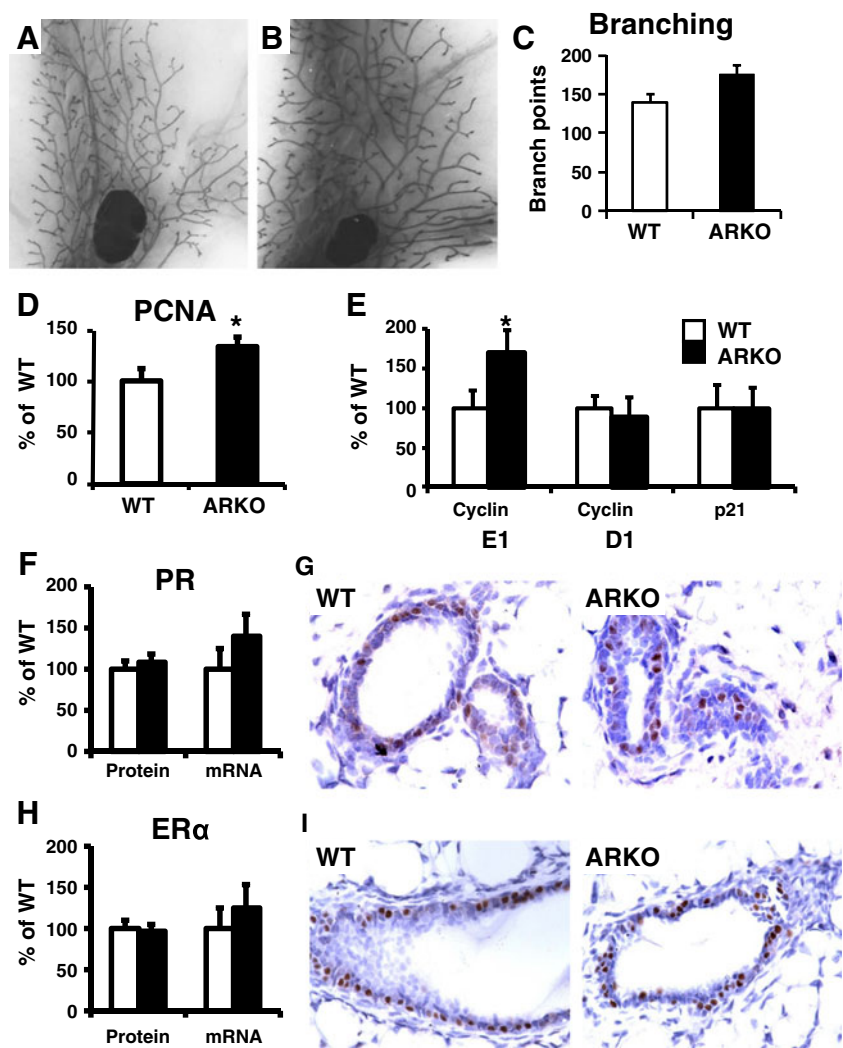 A
B
C
Branching
Branch points
200
150
100
50
0
WT
ARKO
D
PCNA
% of WT
150
100
50
0
*
WT
ARKO
E
% of WT
200
150
100
50
0
*
WT
ARKO
Cyclin
E1
Cyclin
D1
p21
F
PR
% of WT
200
150
100
50
0
Protein
mRNA
G
WT
ARKO
H
ERα
% of WT
200
150
100
50
0
Protein
mRNA
I
WT
ARKO